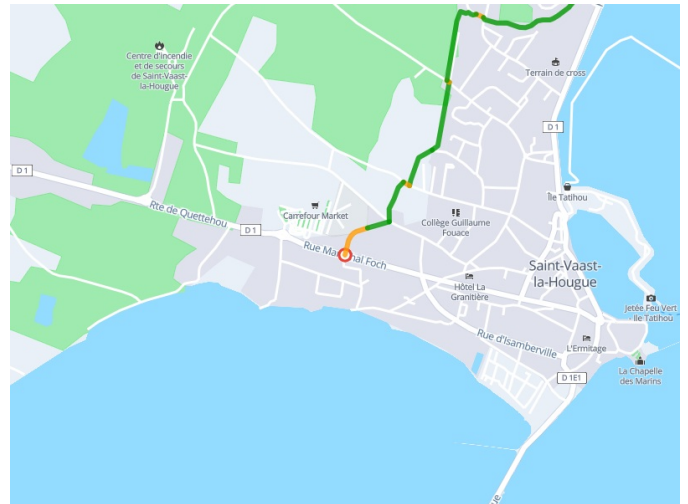 Centre d'incendie
et de secours
de Saint-Vaast-
la-Hougue
Terrain de cross
D 1
D 1
Rte de Quettehou
Île Tatihou
Carrefour Market
Collège Guillaume
Fouace
D 1
Rue Maréchal Foch
Saint-Vaast-
la-Hougue
Hôtel La
Granitière
Jetée Feu Vert
Ile Tatihou
Rue d'Isamberville
L'Ermitage
La Chapelle
des Marins
D 1E1